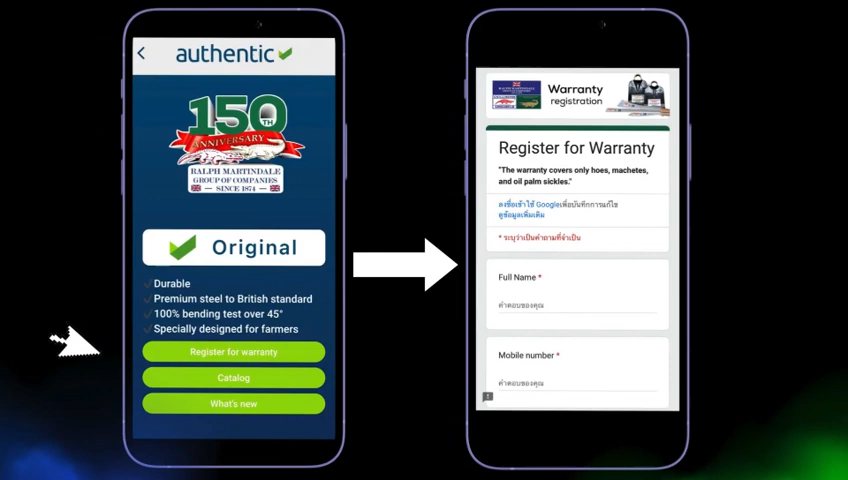 authentic
150
TH
ANNIVERSARY
RALPH MARTINDALE
GROUP OF COMPANIES
SINCE 1874
Original
Durable
Premium steel to British standard
100% bending test over 45°
Specially designed for farmers
Register for warranty
Catalog
What's new
Warranty
registration
Register for Warranty
"The warranty covers only hoes, machetes,
and oil palm sickles."
ลงชื่อเข้าใช้ Googleเพื่อบันทึกการแก้ไข
ดูข้อมูลเพิ่มเติม
* ระบุว่าเป็นคำถามที่จำเป็น
Full Name *
คำตอบของคุณ
Mobile number *
คำตอบของคุณ